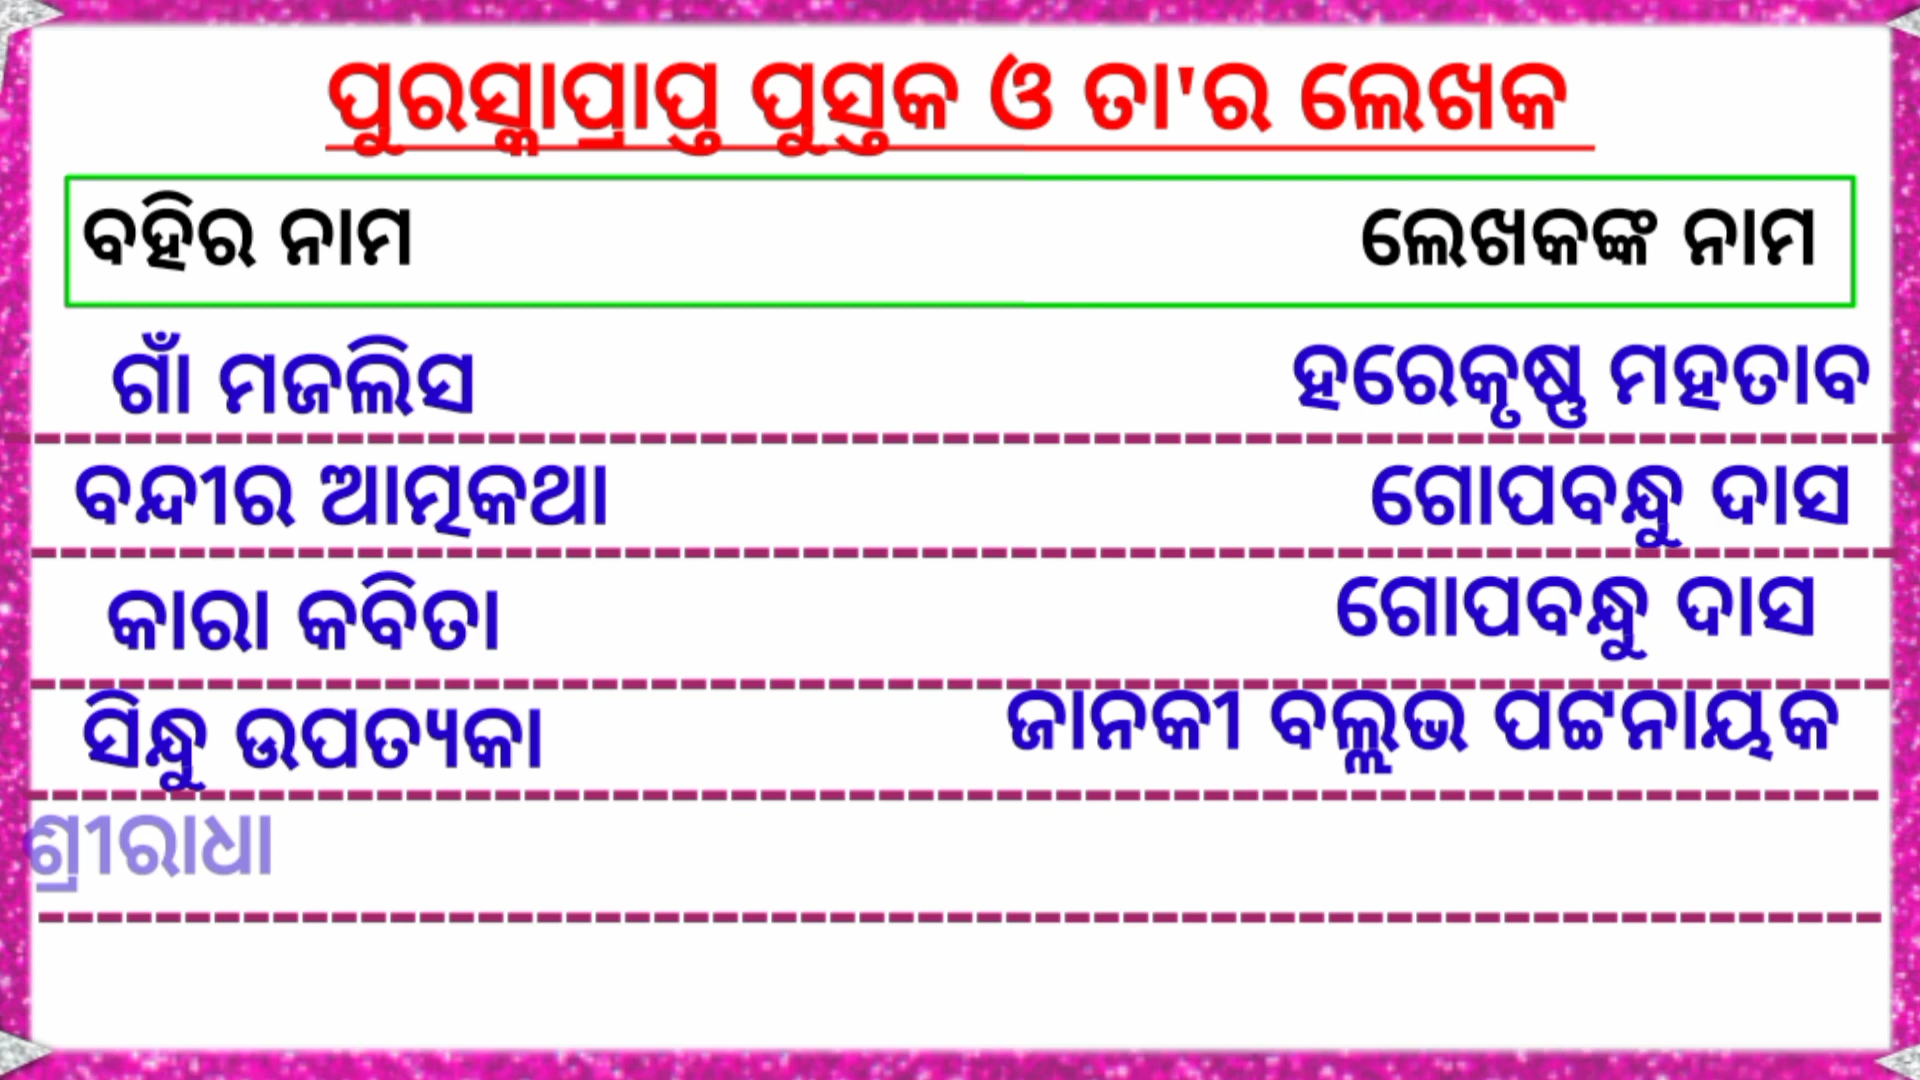 ପୁରସ୍କାପ୍ରାପ୍ତ ପୁସ୍ତକ ଓ ତା'ର ଲେଖକ
ବହିର ନାମ ଲେଖକଙ୍କ ନାମ
ଗାଁ ମଜଲିସ ହରେକୃଷ୍ଣ ମହତାବ
ବନ୍ଦୀର ଆତ୍ମକଥା ଗୋପବନ୍ଧୁ ଦାସ
କାରା କବିତା ଗୋପବନ୍ଧୁ ଦାସ
ସିନ୍ଧୁ ଉପତ୍ୟକା ଜାନକୀ ବଲ୍ଲଭ ପଟ୍ଟନାୟକ
ଶ୍ରୀରାଧା